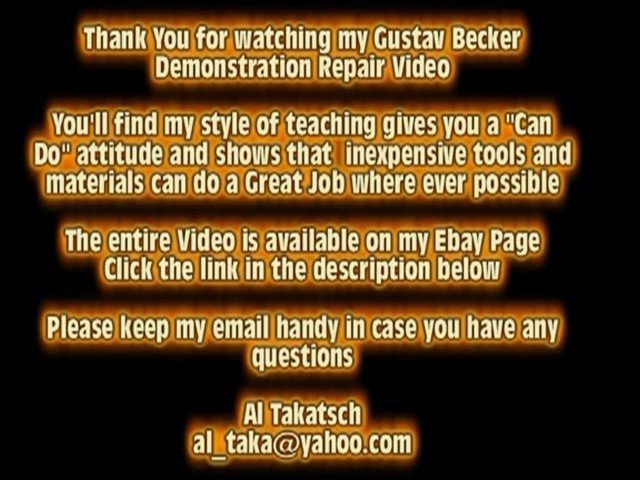 Thank You for watching my Gustav Becker
Demonstration Repair Video
You'll find my style of teaching gives you a "Can
Do" attitude and shows that inexpensive tools and
materials can do a Great Job where ever possible
The entire Video is available on my Ebay Page
Click the link in the description below
Please keep my email handy in case you have any
questions
Al Takatsch
al_taka@yahoo.com